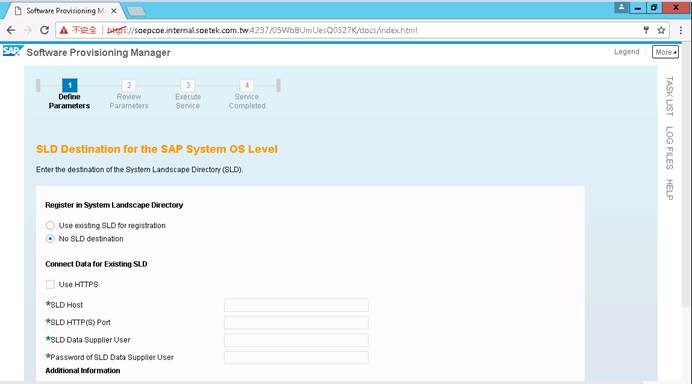 Software Provisioning M
不安全
https://soepcoe.internal.soetek.com.tw:4237/05WbBUmUesQ0S27K/docs/index.html
SAP Software Provisioning Manager
Legend
More
1
2
3
4
Define Parameters
Review Parameters
Execute Service
Service Completed
TASK LIST
LOG FILES
HELP
SLD Destination for the SAP System OS Level
Enter the destination of the System Landscape Directory (SLD).
Register in System Landscape Directory
Use existing SLD for registration
No SLD destination
Connect Data for Existing SLD
Use HTTPS
*SLD Host
*SLD HTTP(S) Port
*SLD Data Supplier User
*Password of SLD Data Supplier User
Additional Information